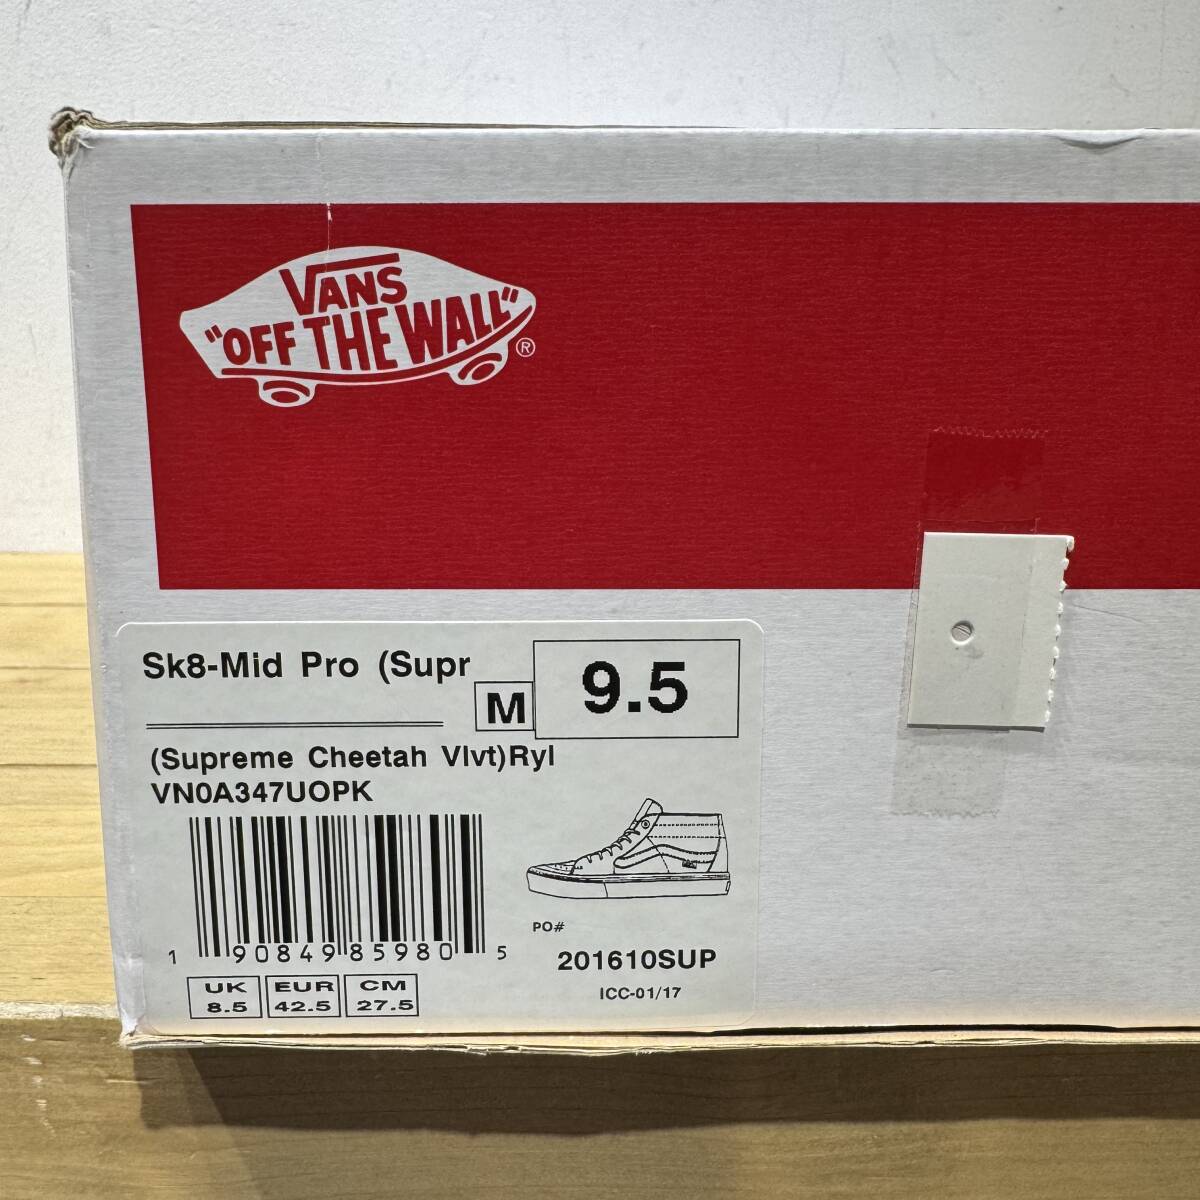 VANS
"OFF THE WALL"
®
Sk8-Mid Pro (Supr
M
9.5
(Supreme Cheetah Vlvt)Ryl
VN0A347UOPK
1 90849 85980 5
PO#
201610SUP
ICC-01/17
UK EUR CM
8.5 42.5 27.5